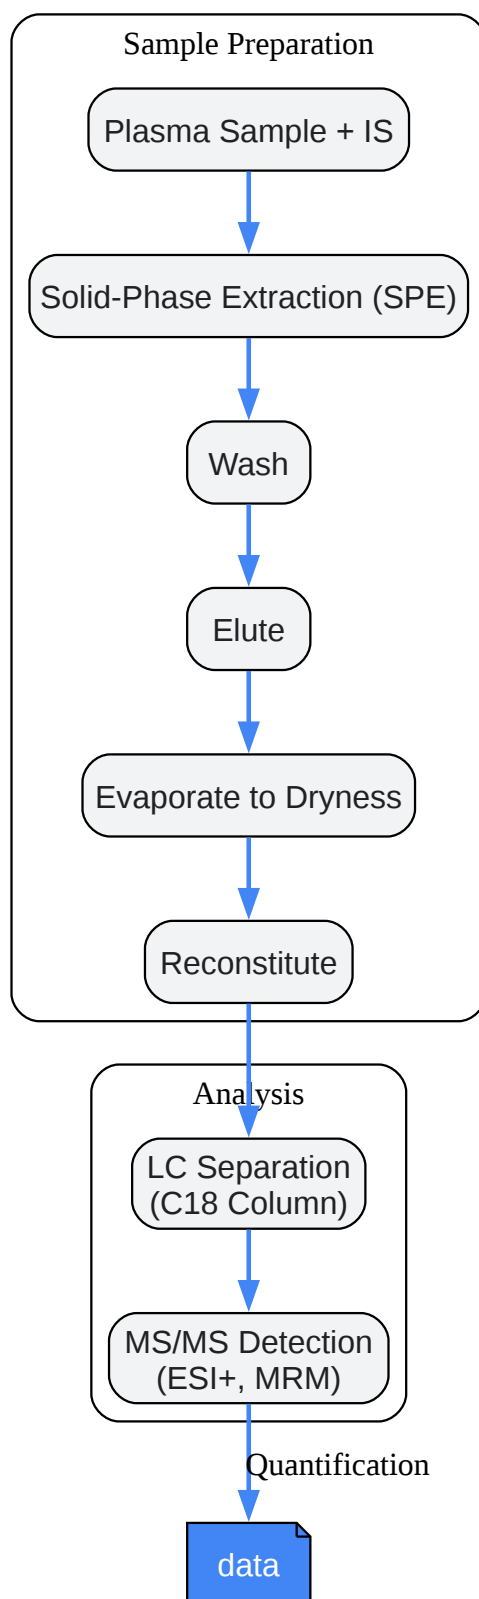 Sample Preparation
Plasma Sample + IS
Solid-Phase Extraction (SPE)
Wash
Elute
Evaporate to Dryness
Reconstitute
Analysis
LC Separation
(C18 Column)
MS/MS Detection
(ESI+, MRM)
Quantification
data